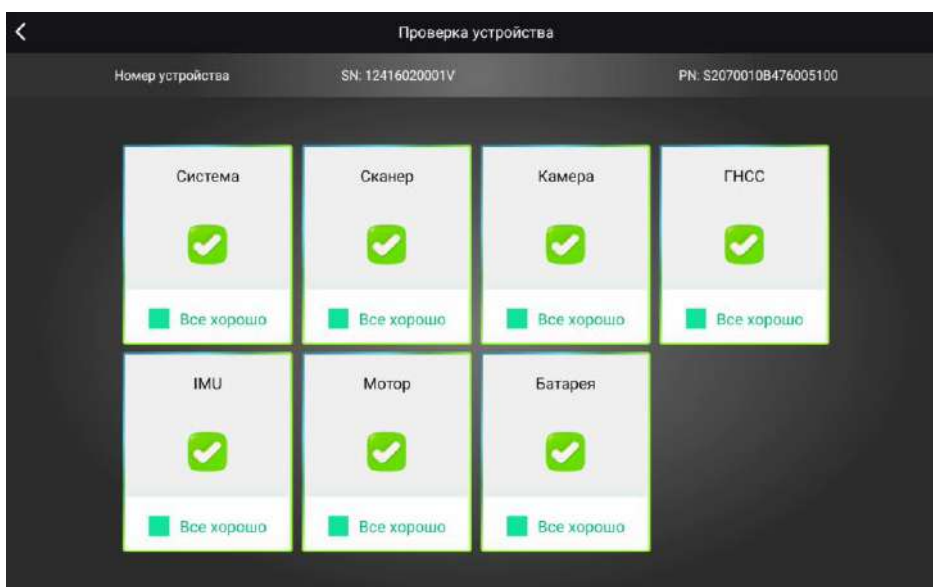 Проверка устройства
Номер устройства SN: 12416020001V PN: S2070010B476005100
Система Сканер Камера ГНСС
Все хорошо Все хорошо Все хорошо Все хорошо
IMU Мотор Батарея
Все хорошо Все хорошо Все хорошо